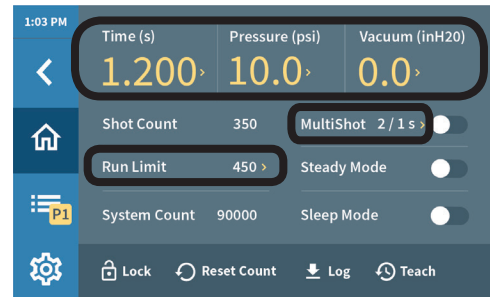 1:03 PM
Time (s) Pressure (psi) Vacuum (inH20)
1.200› 10.0› 0.0›
Shot Count 350 MultiShot 2 / 1 s ›
Run Limit 450 › Steady Mode
System Count 90000 Sleep Mode
P1
Lock Reset Count Log Teach